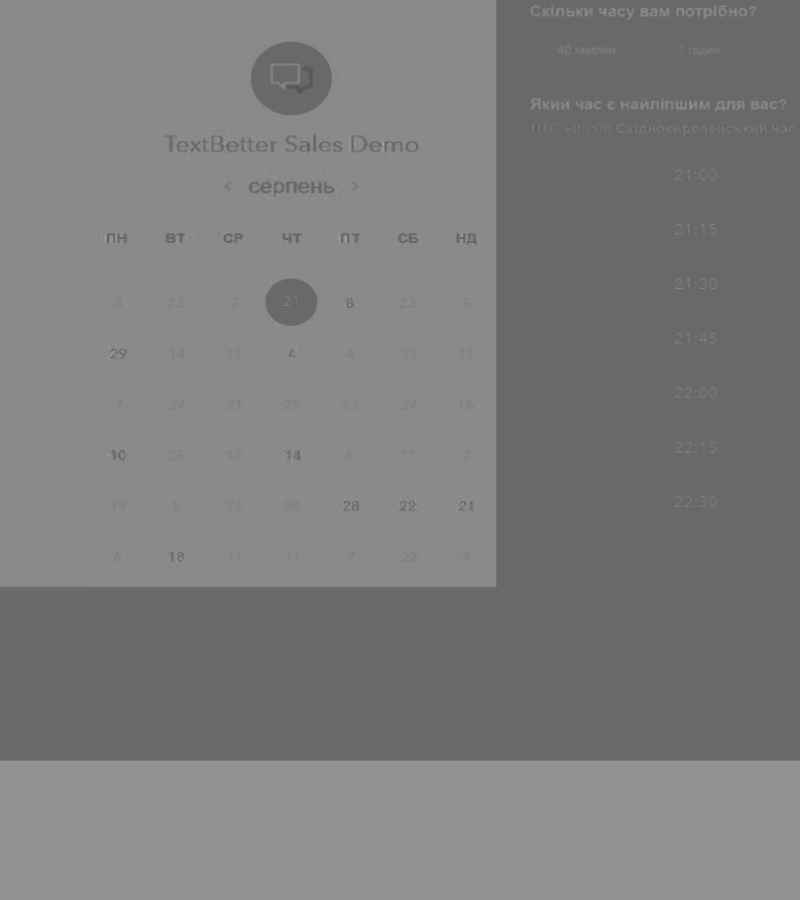 TextBetter Sales Demo
‹ серпень ›
ПН ВТ СР ЧТ ПТ СБ НД
3 23 7 21 8 23 5
29 14 17 4 4 15 17
7 27 21 25 23 27 16
10 25 17 14 6 11 7
19 5 24 30 28 22 21
6 18 11 11 7 22 4
Скільки часу вам потрібно?
40 хвилин 1 годин
Який час є найліпшим для вас?
UTC +03:00 Східноєвропейський час
21:00
21:15
21:30
21:45
22:00
22:15
22:30